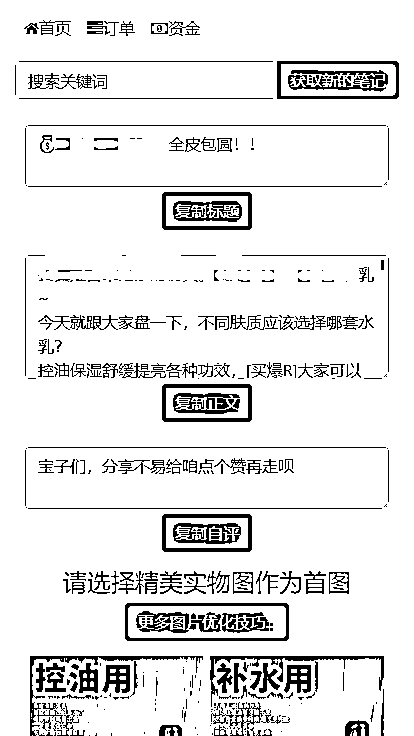 首页 订单 资金
搜索关键词 获取新的笔记
全皮包圆！！
复制标题
乳
~
今天就跟大家盘一下，不同肤质应该选择哪套水
乳?
控油保湿舒缓提亮各种功效，[买爆R]大家可以
复制正文
宝子们，分享不易给咱点个赞再走呗
复制自评
请选择精美实物图作为首图
更多图片优化技巧..
控油用 补水用